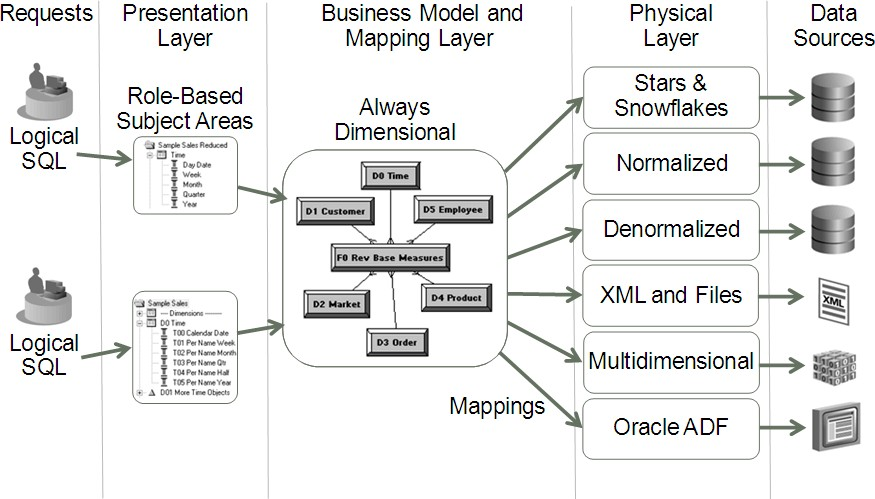 Requests
Presentation
Layer
Business Model and
Mapping Layer
Physical
Layer
Data
Sources
Logical
SQL
Role-Based
Subject Areas
Sample Sales Reduced
Time
Day Date
Week
Month
Quarter
Year
Logical
SQL
Sample Sales
--- Dimensions -------
D0 Time
T00 Calendar Date
T01 Per Name Week
T02 Per Name Month
T03 Per Name Qtr
T04 Per Name Half
T05 Per Name Year
D01 More Time Objects
Always
Dimensional
D0 Time
D1 Customer
D5 Employee
F0 Rev Base Measures
D2 Market
D4 Product
D3 Order
Mappings
Stars &
Snowflakes
Normalized
Denormalized
XML and Files
XML
Multidimensional
Oracle ADF